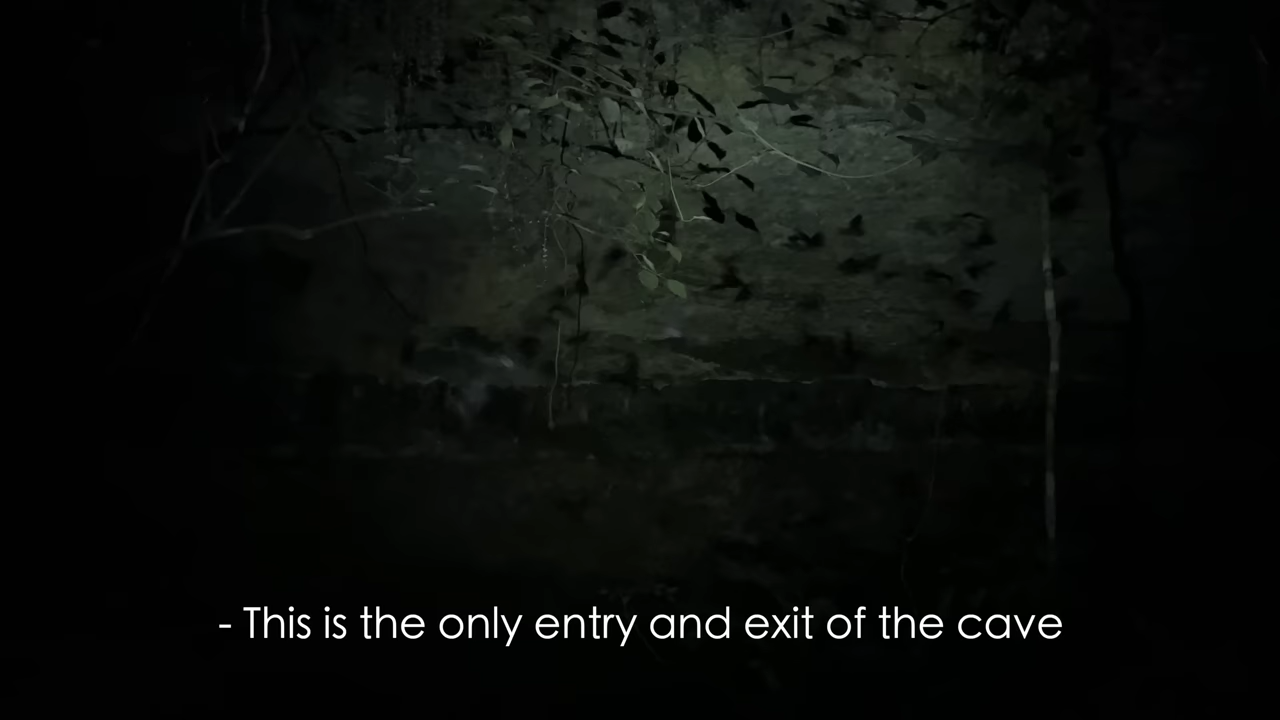 - This is the only entry and exit of the cave